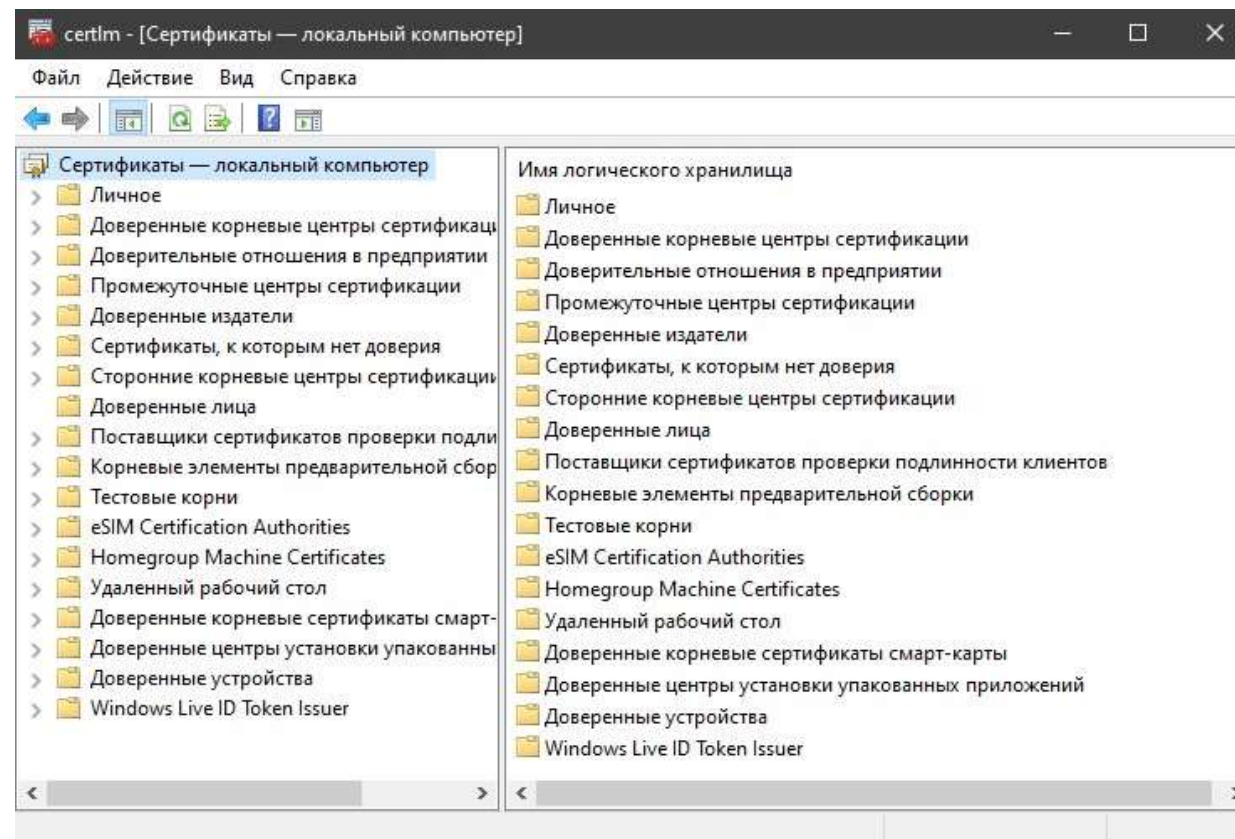 certlm - [Сертификаты — локальный компьютер]
Файл Действие Вид Справка
Сертификаты — локальный компьютер
Личное
Доверенные корневые центры сертификаци
Доверительные отношения в предприятии
Промежуточные центры сертификации
Доверенные издатели
Сертификаты, к которым нет доверия
Сторонние корневые центры сертификации
Доверенные лица
Поставщики сертификатов проверки подли
Корневые элементы предварительной сбор
Тестовые корни
eSIM Certification Authorities
Homegroup Machine Certificates
Удаленный рабочий стол
Доверенные корневые сертификаты смарт-
Доверенные центры установки упакованны
Доверенные устройства
Windows Live ID Token Issuer
Имя логического хранилища
Личное
Доверенные корневые центры сертификации
Доверительные отношения в предприятии
Промежуточные центры сертификации
Доверенные издатели
Сертификаты, к которым нет доверия
Сторонние корневые центры сертификации
Доверенные лица
Поставщики сертификатов проверки подлинности клиентов
Корневые элементы предварительной сборки
Тестовые корни
eSIM Certification Authorities
Homegroup Machine Certificates
Удаленный рабочий стол
Доверенные корневые сертификаты смарт-карты
Доверенные центры установки упакованных приложений
Доверенные устройства
Windows Live ID Token Issuer